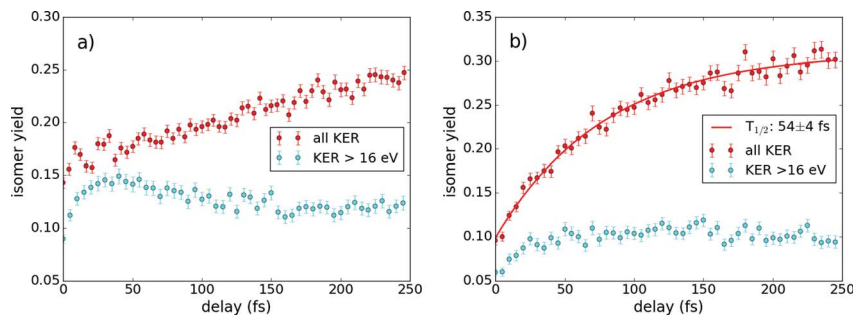 a)
isomer yield
0.30
0.25
0.20
0.15
0.10
0.05
all KER
KER > 16 eV
0 50 100 150 200 250
delay (fs)
b)
isomer yield
0.35
0.30
0.25
0.20
0.15
0.10
0.05
T1/2: 54±4 fs
all KER
KER >16 eV
0 50 100 150 200 250
delay (fs)